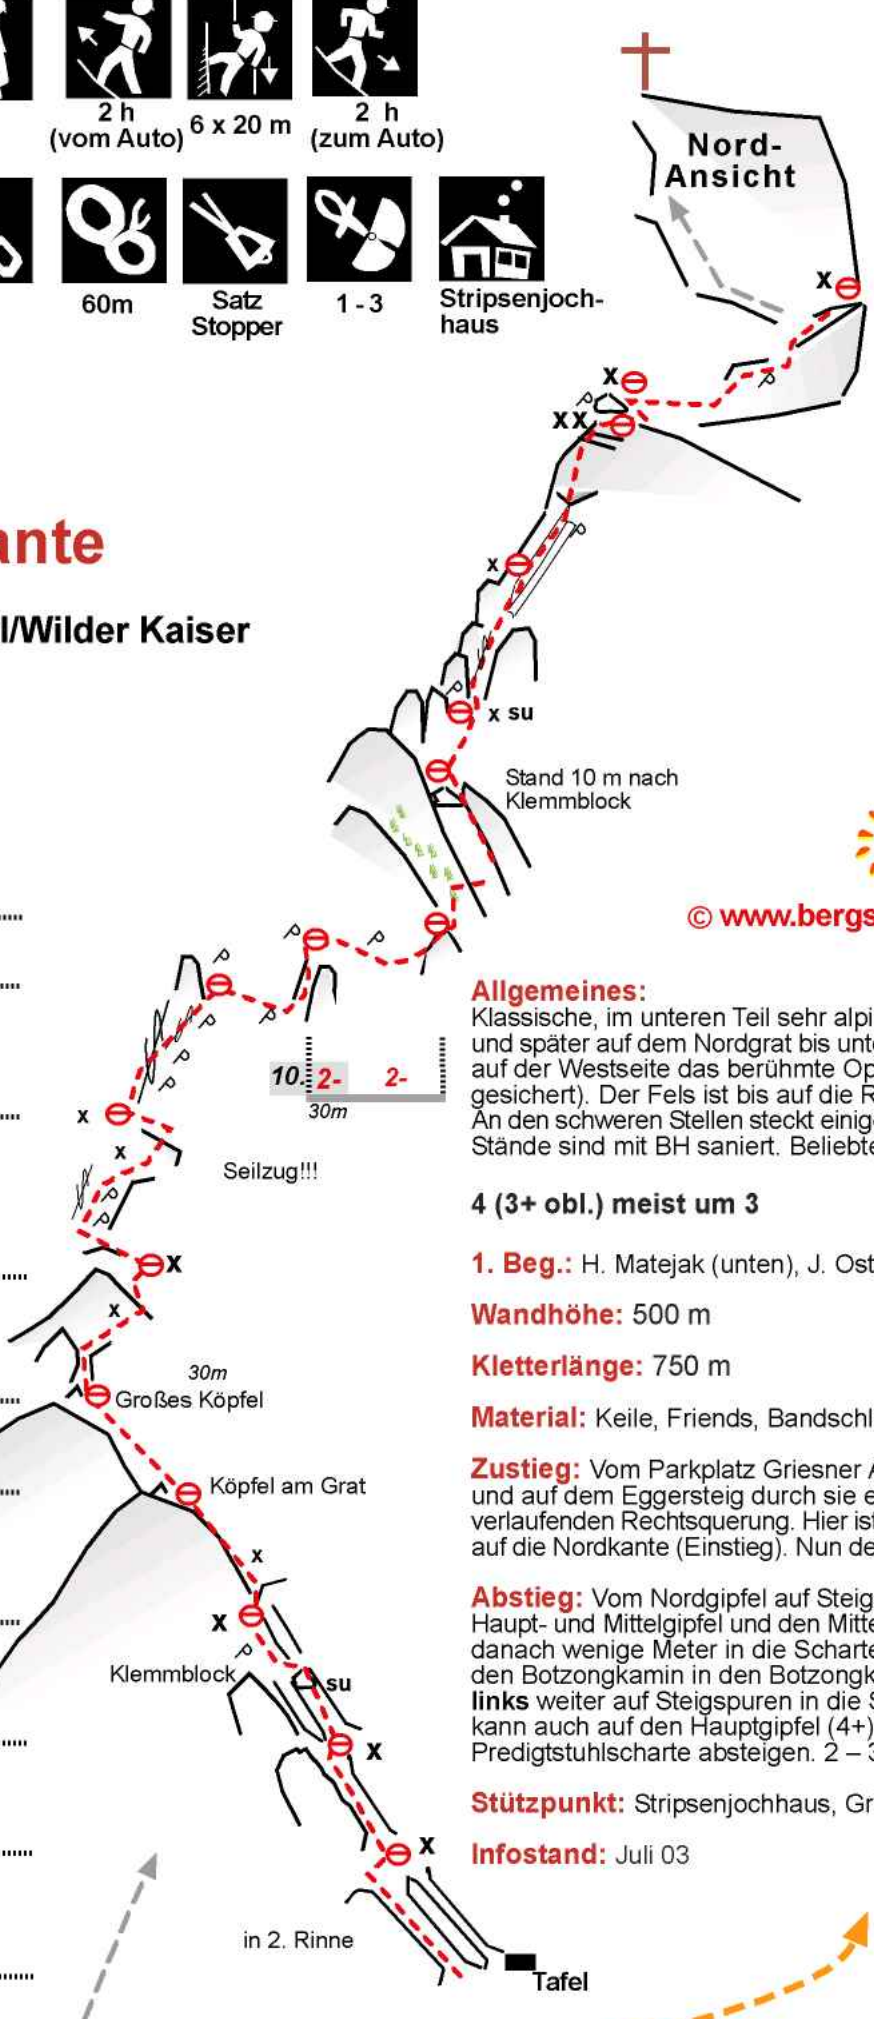 2 h
(vom Auto)
6 x 20 m
2 h
(zum Auto)
60m
Satz
Stopper
1 - 3
Stripsenjoch-
haus
Nord-
Ansicht
x
x
P
xx
P
P
ante
x
l/Wilder Kaiser
P
x su
Stand 10 m nach
Klemmblock
© www.bergs
P
P
P
P
P
P
P
10. 2- 2-
30m
x
x
Seilzug!!!
P
P
x
x
30m
Großes Köpfel
Köpfel am Grat
x
x
P
Klemmblock
su
x
x
in 2. Rinne
Tafel
Allgemeines:
Klassische, im unteren Teil sehr alpi
und später auf dem Nordgrat bis unte
auf der Westseite das berühmte Op
gesichert). Der Fels ist bis auf die R
An den schweren Stellen steckt einig
Stände sind mit BH saniert. Beliebte
4 (3+ obl.) meist um 3
1. Beg.: H. Matejak (unten), J. Ost
Wandhöhe: 500 m
Kletterlänge: 750 m
Material: Keile, Friends, Bandschl
Zustieg: Vom Parkplatz Griesner A
und auf dem Eggersteig durch sie e
verlaufenden Rechtsquerung. Hier ist
auf die Nordkante (Einstieg). Nun de
Abstieg: Vom Nordgipfel auf Steig
Haupt- und Mittelgipfel und den Mitte
danach wenige Meter in die Scharte
den Botzongkamin in den Botzongk
links weiter auf Steigspuren in die S
kann auch auf den Hauptgipfel (4+)
Predigtstuhlscharte absteigen. 2 – 3
Stützpunkt: Stripsenjochhaus, Gr
Infostand: Juli 03